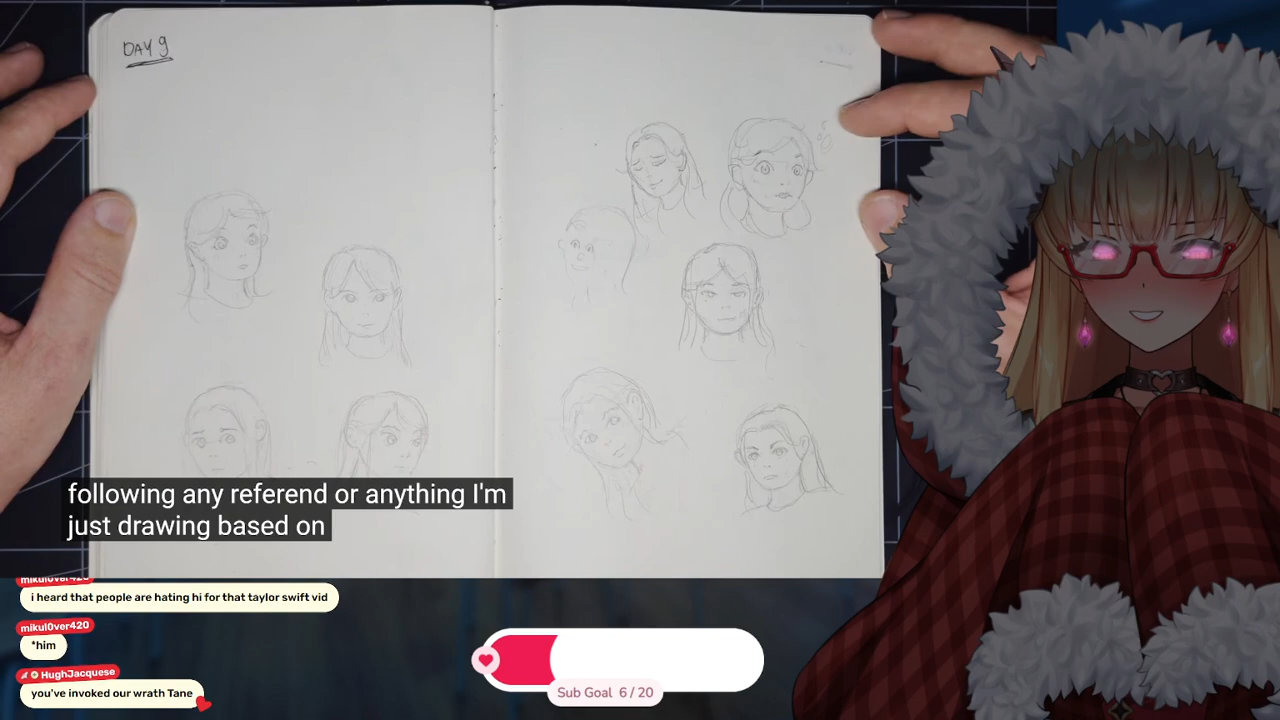 DAY 9
following any referend or anything I'm
just drawing based on
mikul0ver420
i heard that people are hating hi for that taylor swift vid
mikul0ver420
*him
HughJacquese
you've invoked our wrath Tane
Sub Goal 6 / 20